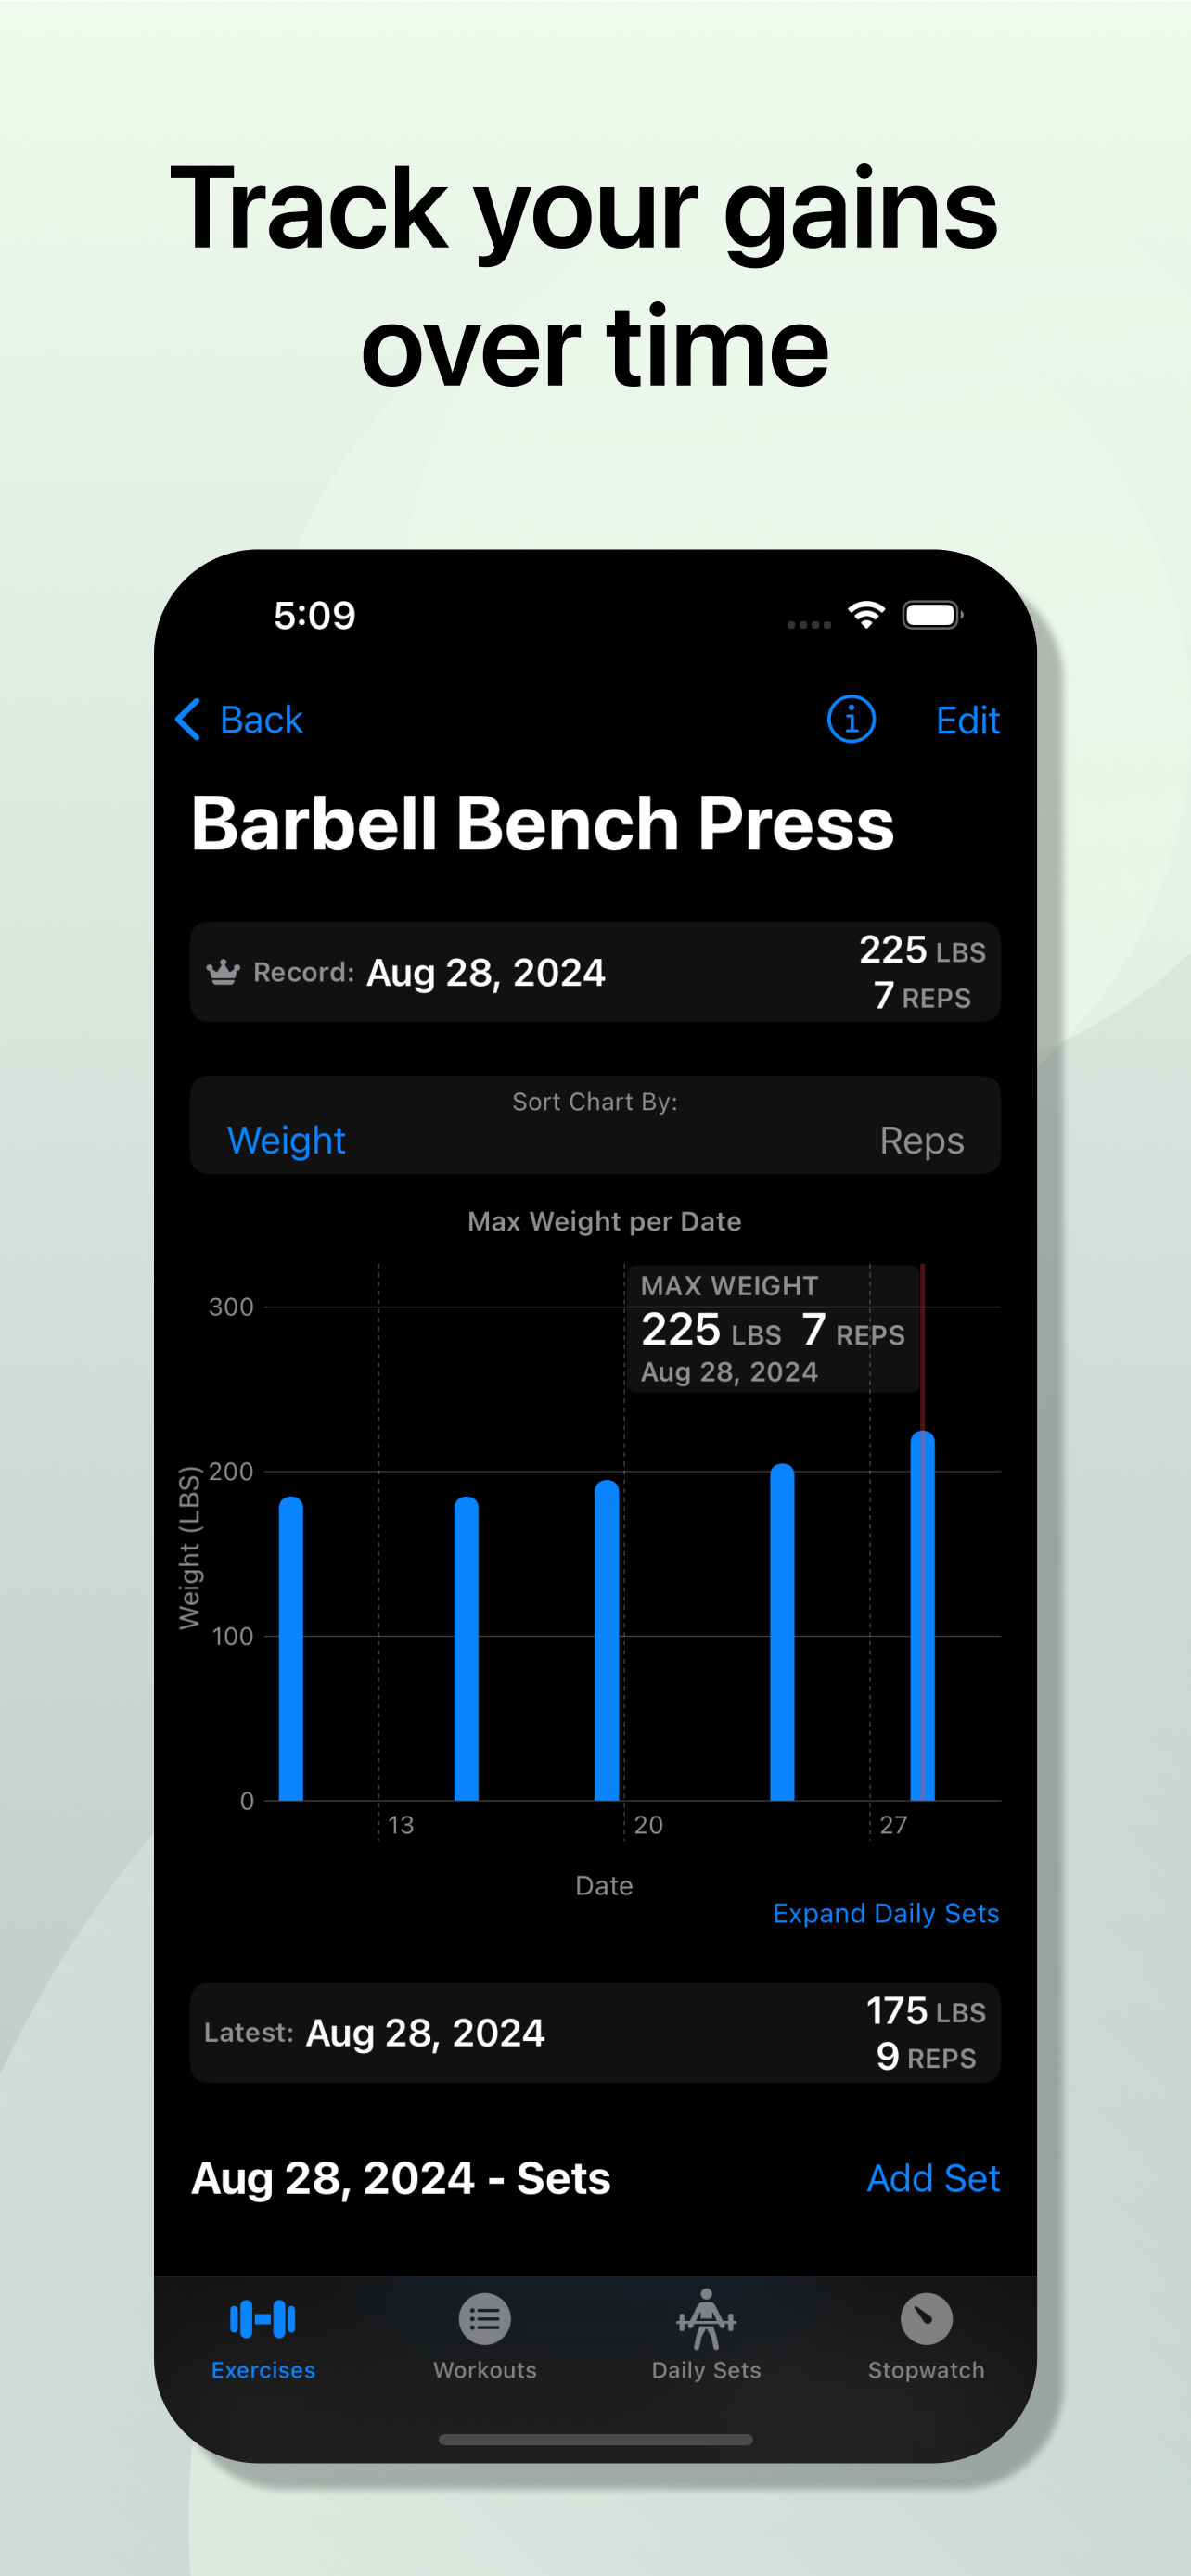 Track your gains
over time
5:09
Back
Edit
Barbell Bench Press
Record: Aug 28, 2024
225 LBS
7 REPS
Sort Chart By:
Weight
Reps
Max Weight per Date
MAX WEIGHT
225 LBS 7 REPS
Aug 28, 2024
300
200
100
0
Weight (LBS)
13
20
27
Date
Expand Daily Sets
Latest: Aug 28, 2024
175 LBS
9 REPS
Aug 28, 2024 - Sets
Add Set
Exercises
Workouts
Daily Sets
Stopwatch